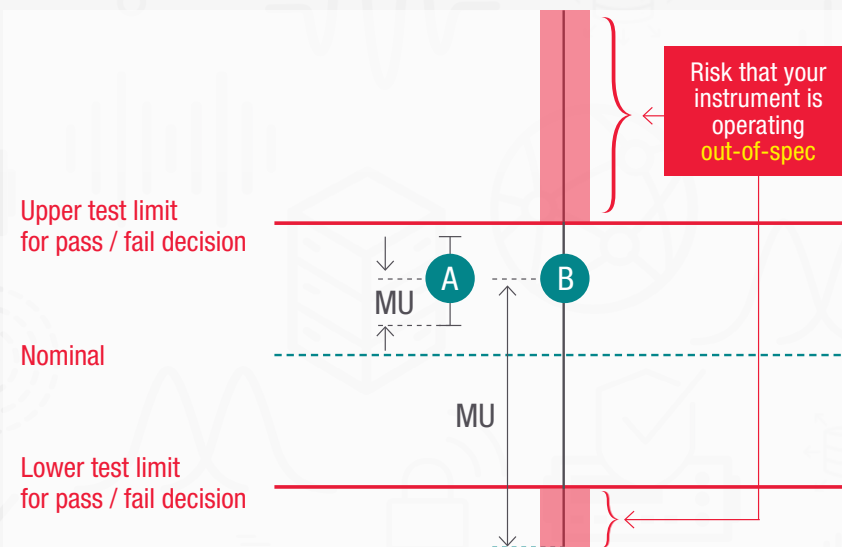 Risk that your
instrument is
operating
out-of-spec
Upper test limit
for pass / fail decision
A
B
MU
Nominal
MU
Lower test limit
for pass / fail decision